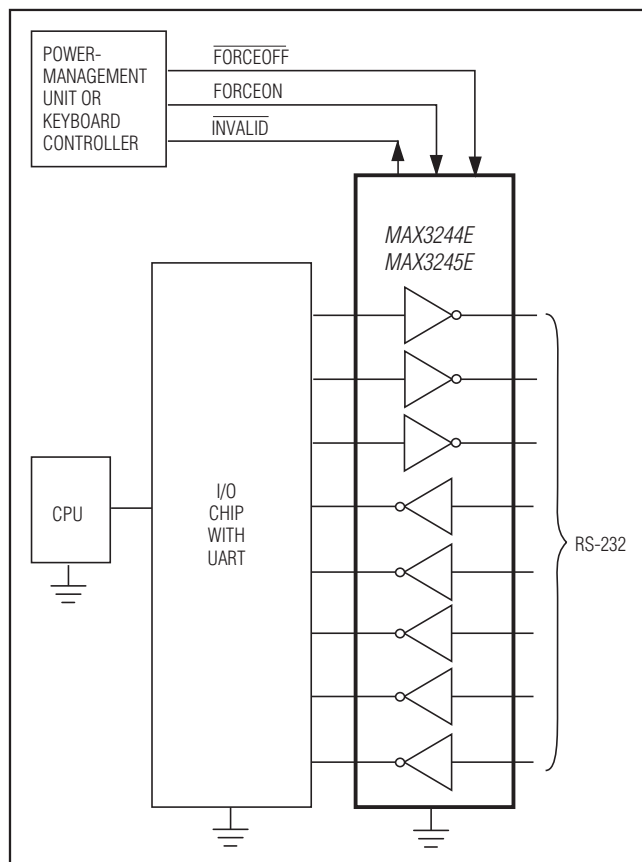 POWER-
MANAGEMENT
UNIT OR
KEYBOARD
CONTROLLER
FORCEOFF
FORCEON
INVALID
MAX3244E
MAX3245E
CPU
I/O
CHIP
WITH
UART
RS-232